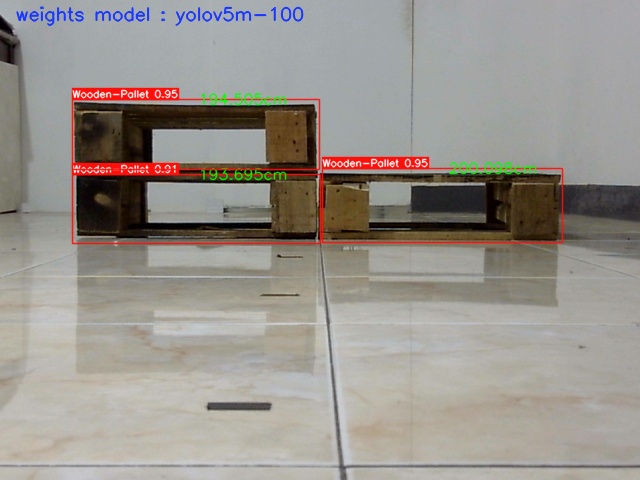 weights model : yolov5m-100
Wooden-Pallet 0.95
194.505cm
Wooden-Pallet 0.95
Wooden-Pallet 0.91
193.695cm